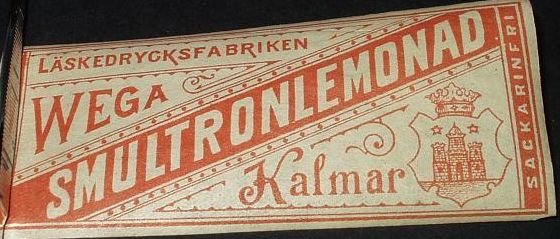 LÄSKEDRYCKSFABRIKEN
WEGA
SMULTRONLEMONAD
Kalmar
SACKARINFRI